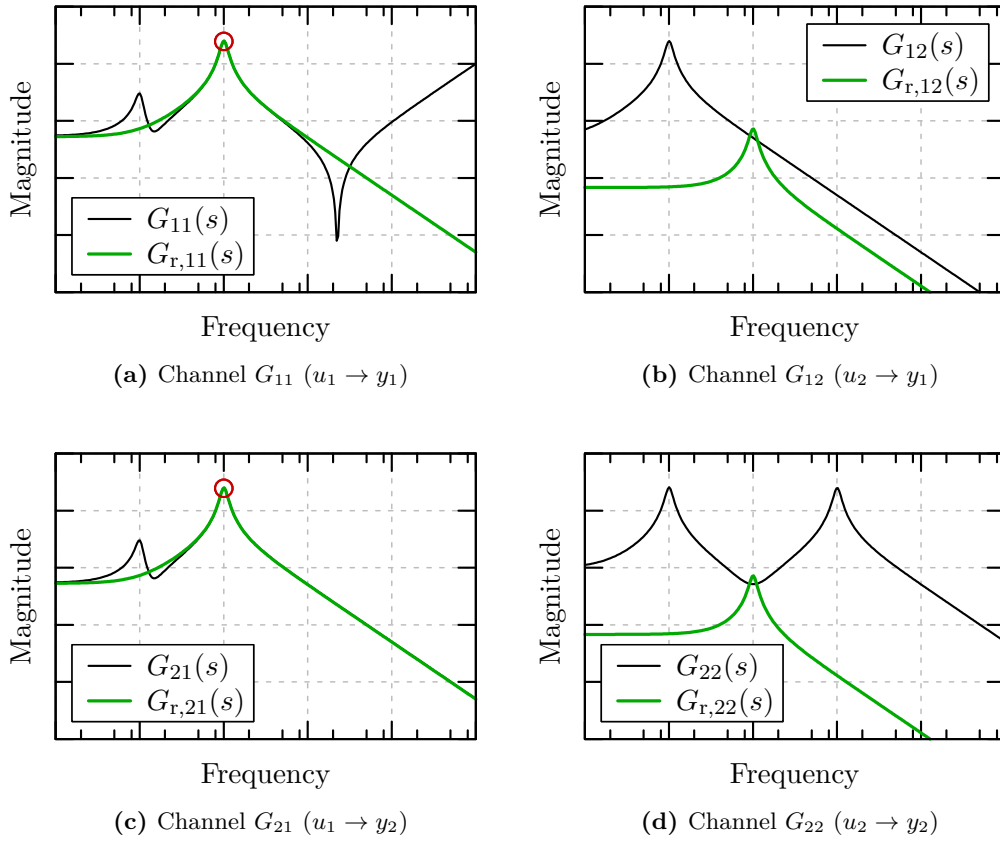 Magnitude
G₁₁(s)
Gᵣ,₁₁(s)
Frequency
(a) Channel G₁₁ (u₁ → y₁)
Magnitude
G₁₂(s)
Gᵣ,₁₂(s)
Frequency
(b) Channel G₁₂ (u₂ → y₁)
Magnitude
G₂₁(s)
Gᵣ,₂₁(s)
Frequency
(c) Channel G₂₁ (u₁ → y₂)
Magnitude
G₂₂(s)
Gᵣ,₂₂(s)
Frequency
(d) Channel G₂₂ (u₂ → y₂)